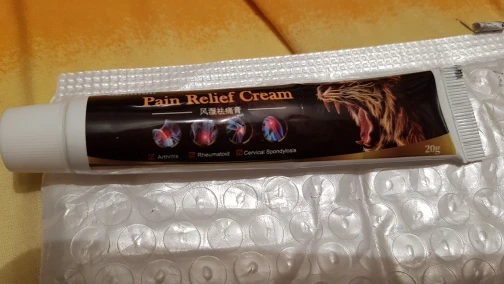 Pain Relief Cream
风湿祛痛膏
Arthritis Rheumatoid Cervical Spondylosis
20g